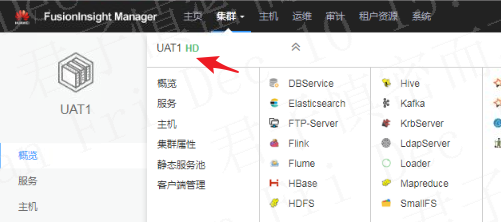 HUAWEI FusionInsight Manager 主页 集群 主机 运维 审计 租户资源 系统
UAT1 HD
UAT1
概览
服务
主机
概览
服务
主机
集群属性
静态服务池
客户端管理
DBService
Elasticsearch
FTP-Server
Flink
Flume
HBase
HDFS
Hive
Kafka
KrbServer
LdapServer
Loader
Mapreduce
SmallFS